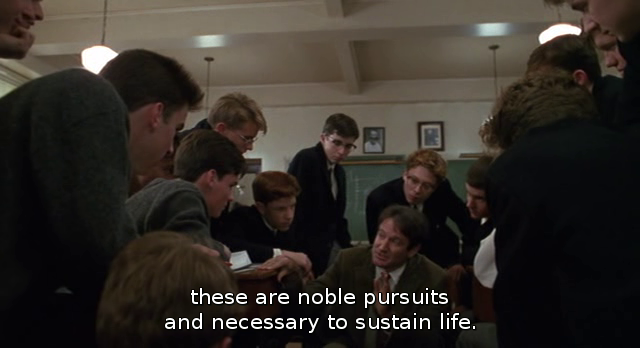 these are noble pursuits
and necessary to sustain life.